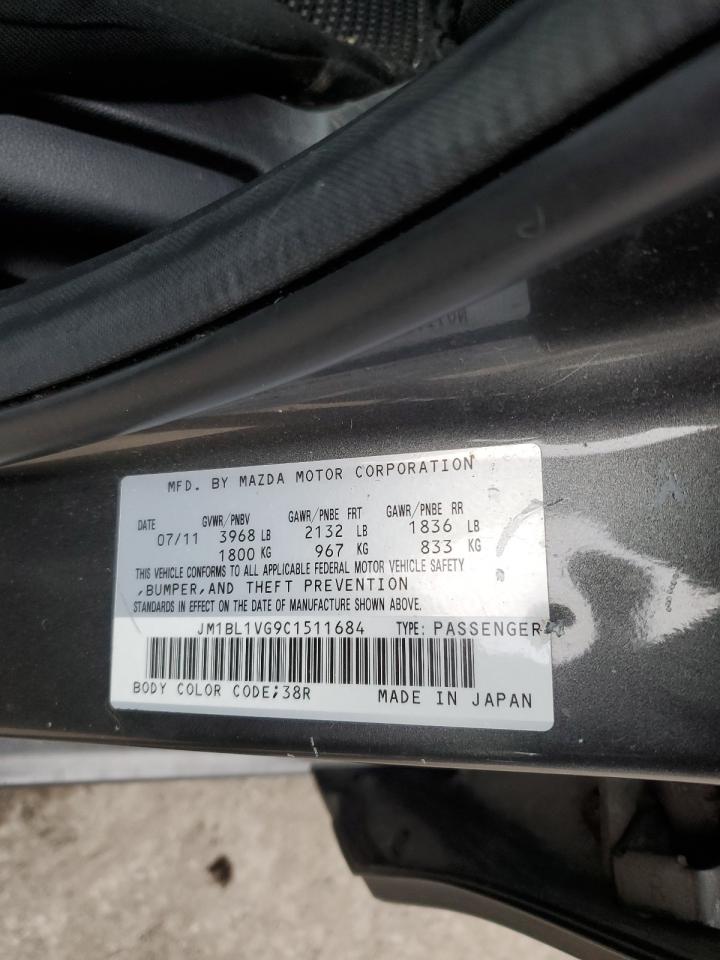 MFD. BY MAZDA MOTOR CORPORATION
DATE GVWR/PNBV GAWR/PNBE FRT GAWR/PNBE RR
07/11 3968 LB 2132 LB 1836 LB
1800 KG 967 KG 833 KG
THIS VEHICLE CONFORMS TO ALL APPLICABLE FEDERAL MOTOR VEHICLE SAFETY
,BUMPER,AND THEFT PREVENTION
STANDARDS IN EFFECT ON THE DATE OF MANUFACTURE SHOWN ABOVE.
JM1BL1VG9C1511684 TYPE: PASSENGER
BODY COLOR CODE;38R MADE IN JAPAN